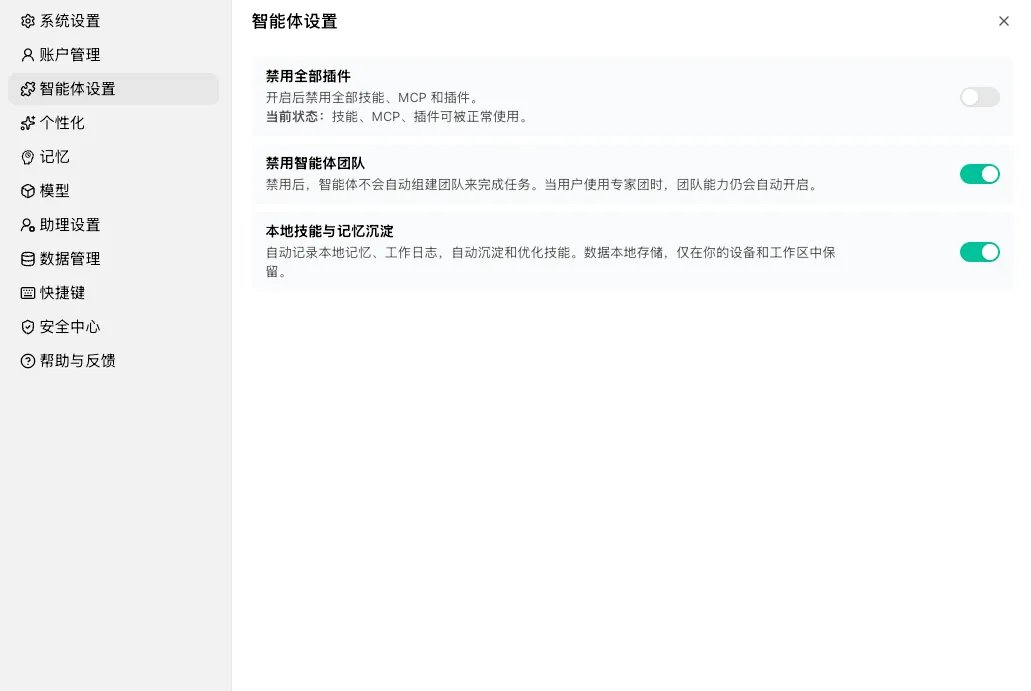 系统设置
账户管理
智能体设置
个性化
记忆
模型
助理设置
数据管理
快捷键
安全中心
帮助与反馈
智能体设置
禁用全部插件
开启后禁用全部技能、MCP 和插件。
当前状态：技能、MCP、插件可被正常使用。
禁用智能体团队
禁用后，智能体不会自动组建团队来完成任务。当用户使用专家团时，团队能力仍会自动开启。
本地技能与记忆沉淀
自动记录本地记忆、工作日志，自动沉淀和优化技能。数据本地存储，仅在你的设备和工作区中保
留。